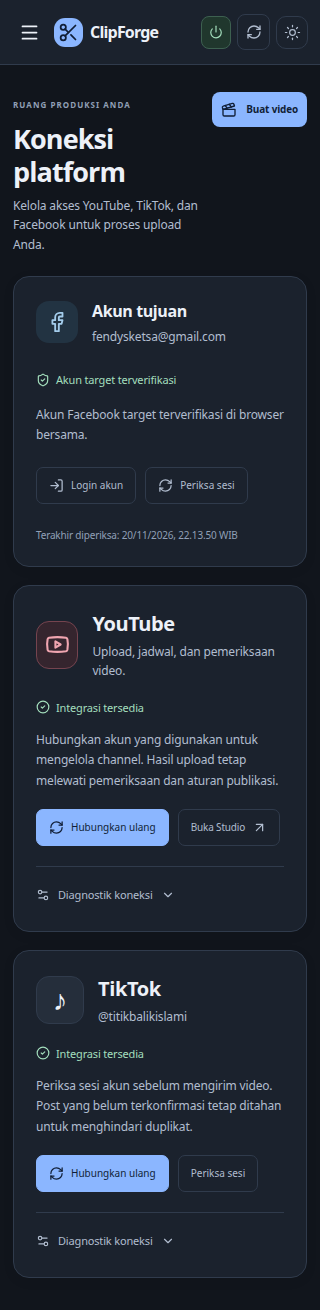 ClipForge
RUANG PRODUKSI ANDA
Buat video
Koneksi
platform
Kelola akses YouTube, TikTok, dan
Facebook untuk proses upload
Anda.
Akun tujuan
fendysketsa@gmail.com
Akun target terverifikasi
Akun Facebook target terverifikasi di browser
bersama.
Login akun
Periksa sesi
Terakhir diperiksa: 20/11/2026, 22.13.50 WIB
YouTube
Upload, jadwal, dan pemeriksaan
video.
Integrasi tersedia
Hubungkan akun yang digunakan untuk
mengelola channel. Hasil upload tetap
melewati pemeriksaan dan aturan publikasi.
Hubungkan ulang
Buka Studio
Diagnostik koneksi
TikTok
@titikbalikislami
Integrasi tersedia
Periksa sesi akun sebelum mengirim video.
Post yang belum terkonfirmasi tetap ditahan
untuk menghindari duplikat.
Hubungkan ulang
Periksa sesi
Diagnostik koneksi